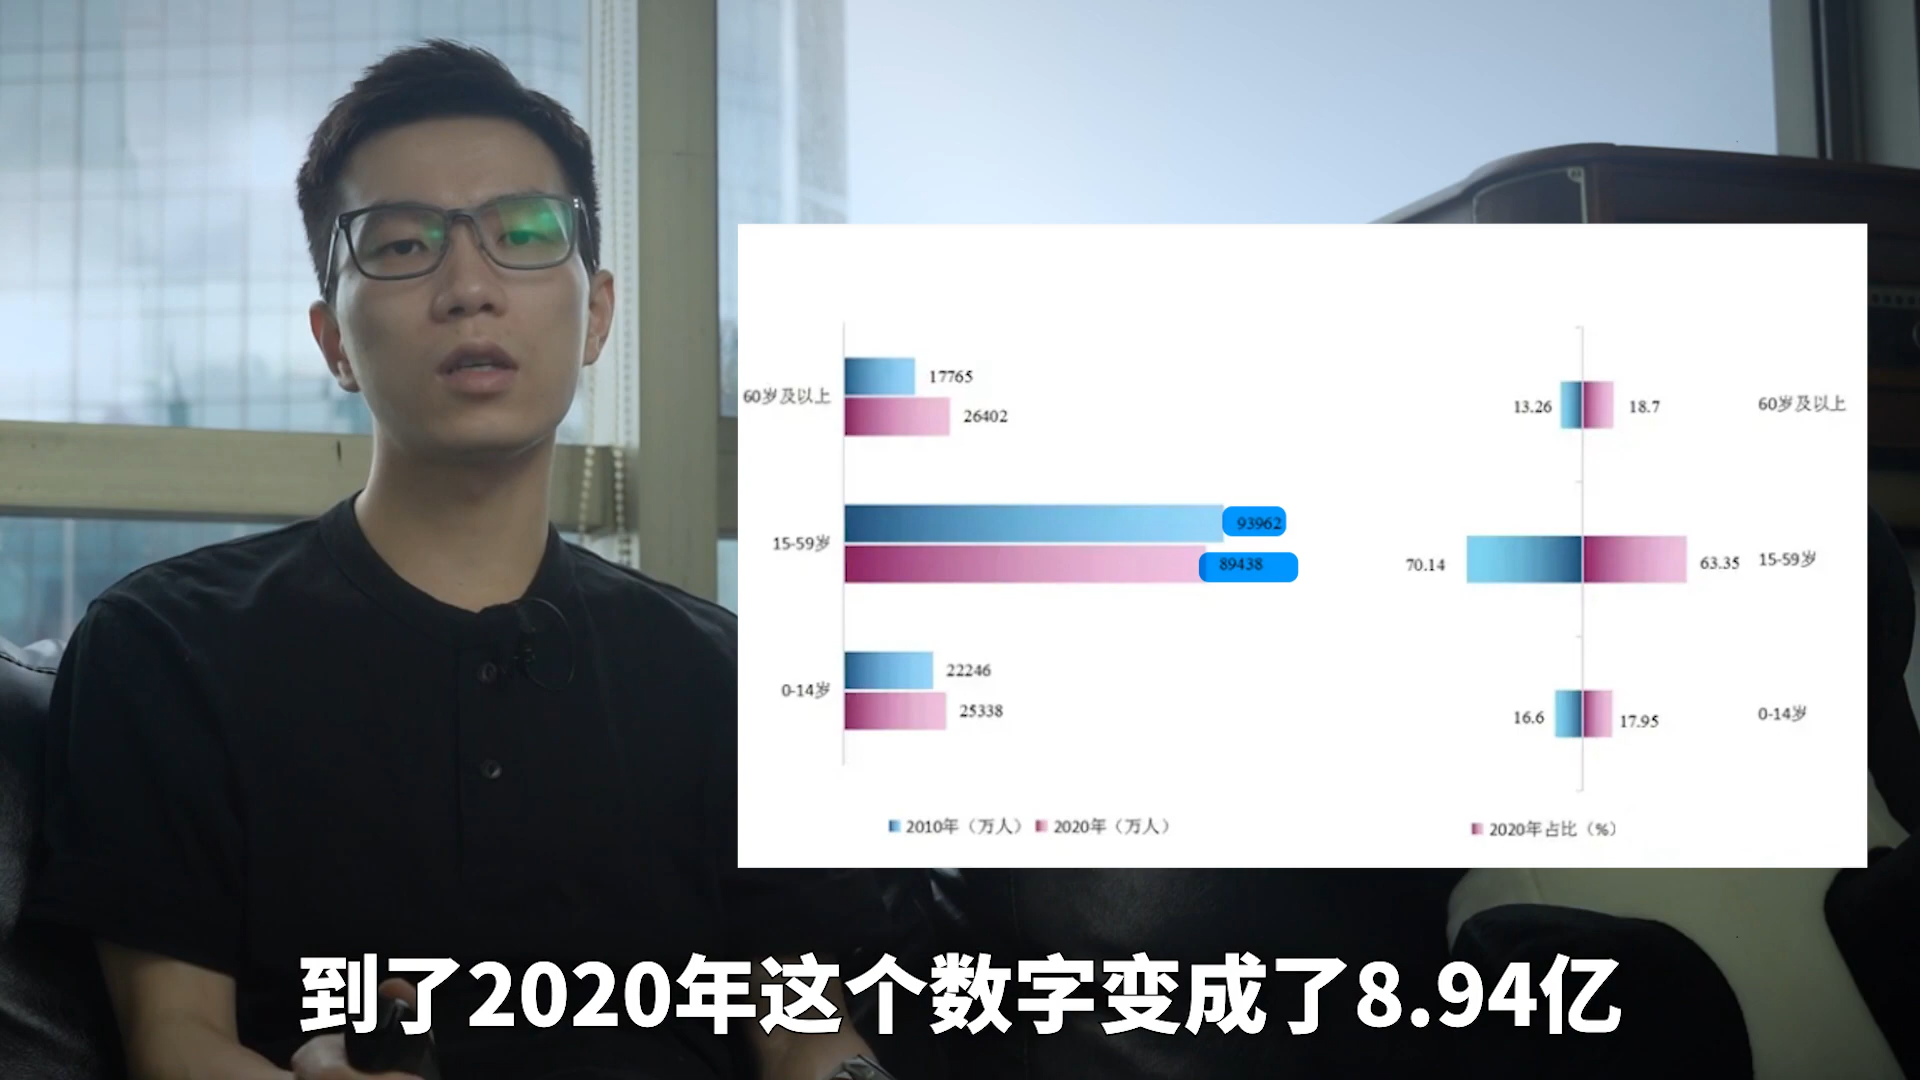 60岁及以上
17765
26402
15-59岁
93962
89438
0-14岁
22246
25338
2010年（万人） 2020年（万人）
13.26 18.7 60岁及以上
70.14 63.35 15-59岁
16.6 17.95 0-14岁
2020年占比（%）
到了2020年这个数字变成了8.94亿